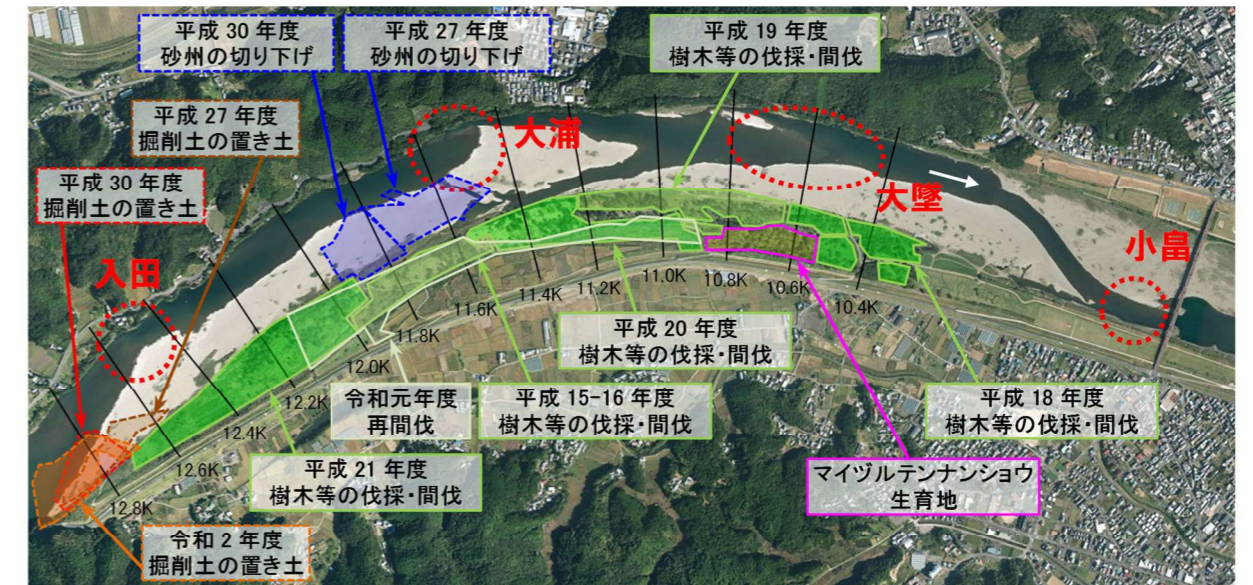 平成 30 年度
砂州の切り下げ
平成 27 年度
砂州の切り下げ
平成 19 年度
樹木等の伐採・間伐
平成 27 年度
掘削土の置き土
平成 30 年度
掘削土の置き土
大浦
大墜
小畠
入田
12.8K
12.6K
12.4K
12.2K
12.0K
11.8K
11.6K
11.4K
11.2K
11.0K
10.8K
10.6K
10.4K
平成 20 年度
樹木等の伐採・間伐
令和元年度
再間伐
平成 15-16 年度
樹木等の伐採・間伐
平成 18 年度
樹木等の伐採・間伐
平成 21 年度
樹木等の伐採・間伐
マイヅルテンナンショウ
生育地
令和 2 年度
掘削土の置き土